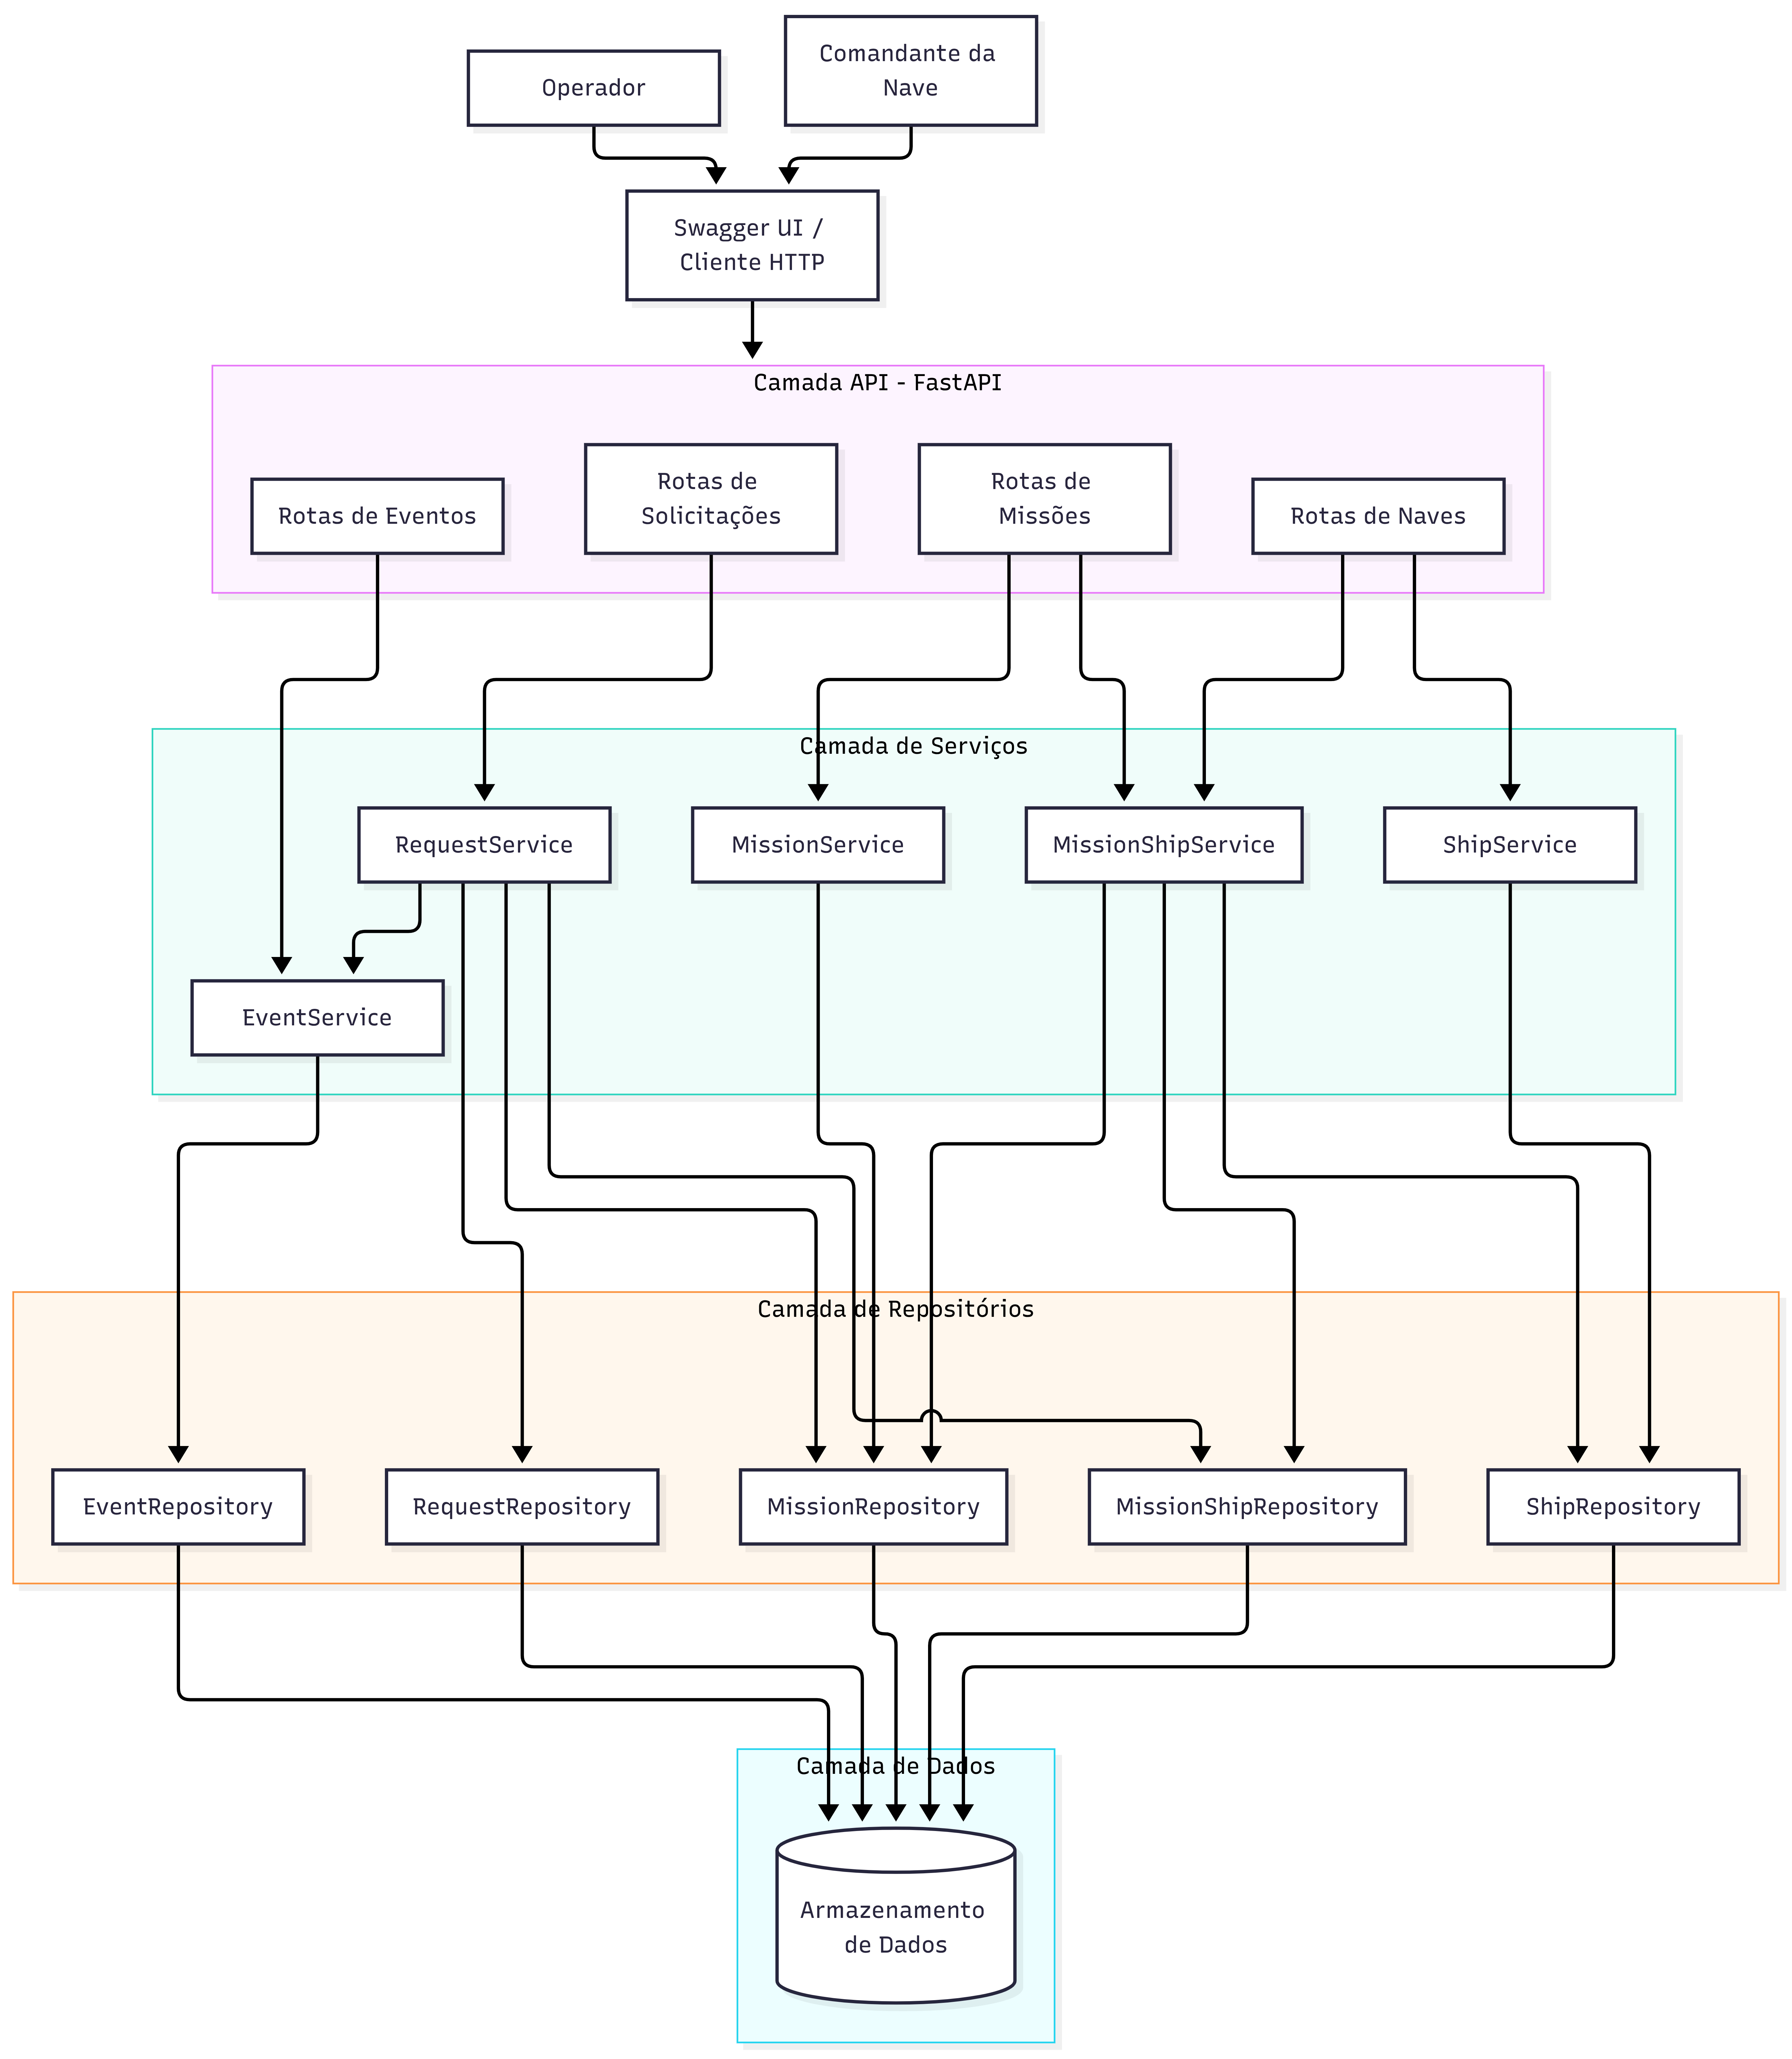 Operador
Comandante da
Nave
Swagger UI /
Cliente HTTP
Camada API - FastAPI
Rotas de Eventos
Rotas de
Solicitações
Rotas de
Missões
Rotas de Naves
Camada de Serviços
RequestService
MissionService
MissionShipService
ShipService
EventService
Camada de Repositórios
EventRepository
RequestRepository
MissionRepository
MissionShipRepository
ShipRepository
Camada de Dados
Armazenamento
de Dados